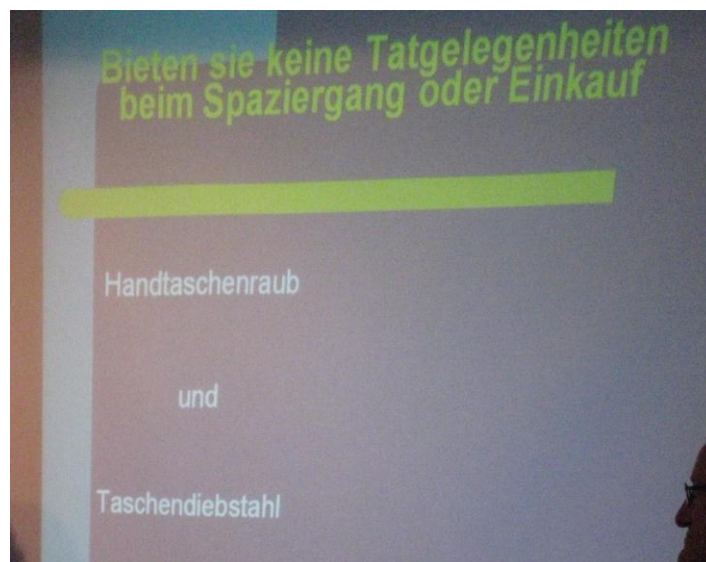 Bieten sie keine Tatgelegenheiten
beim Spaziergang oder Einkauf
Handtaschenraub
und
Taschendiebstahl